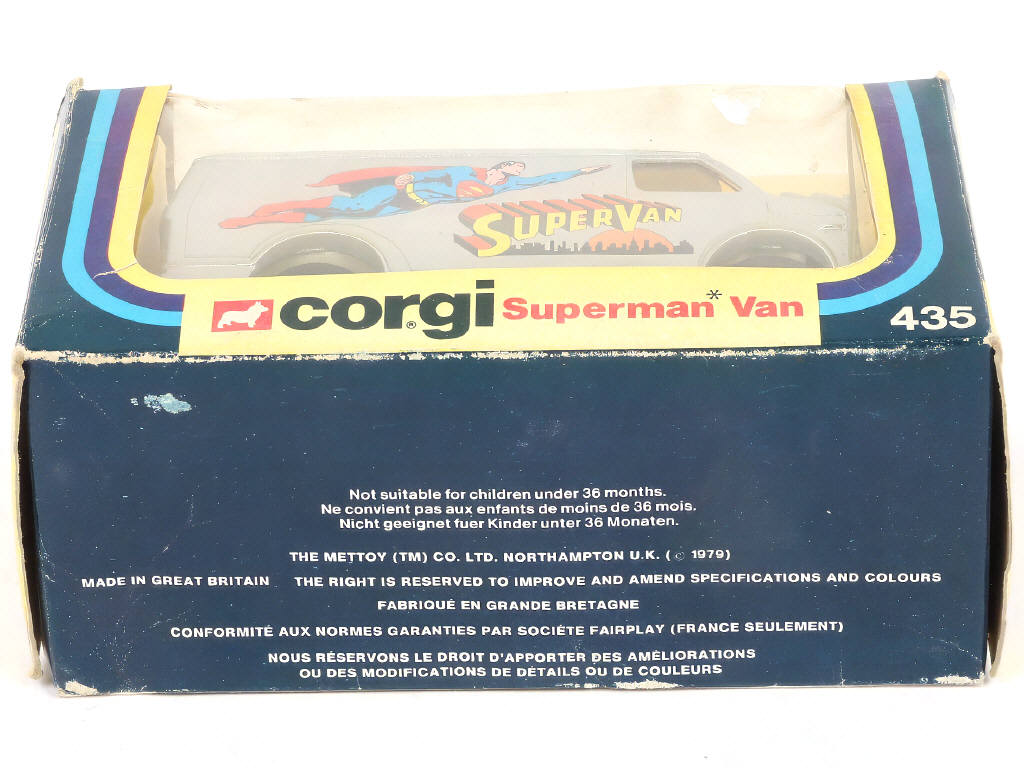 SUPERVAN
corgi® Superman* Van
435
Not suitable for children under 36 months.
Ne convient pas aux enfants de moins de 36 mois.
Nicht geeignet fuer Kinder unter 36 Monaten.
THE METTOY (TM) CO. LTD. NORTHAMPTON U.K. (© 1979)
MADE IN GREAT BRITAIN THE RIGHT IS RESERVED TO IMPROVE AND AMEND SPECIFICATIONS AND COLOURS
FABRIQUÉ EN GRANDE BRETAGNE
CONFORMITÉ AUX NORMES GARANTIES PAR SOCIÉTE FAIRPLAY (FRANCE SEULEMENT)
NOUS RÉSERVONS LE DROIT D'APPORTER DES AMÉLIORATIONS
OU DES MODIFICATIONS DE DÉTAILS OU DE COULEURS